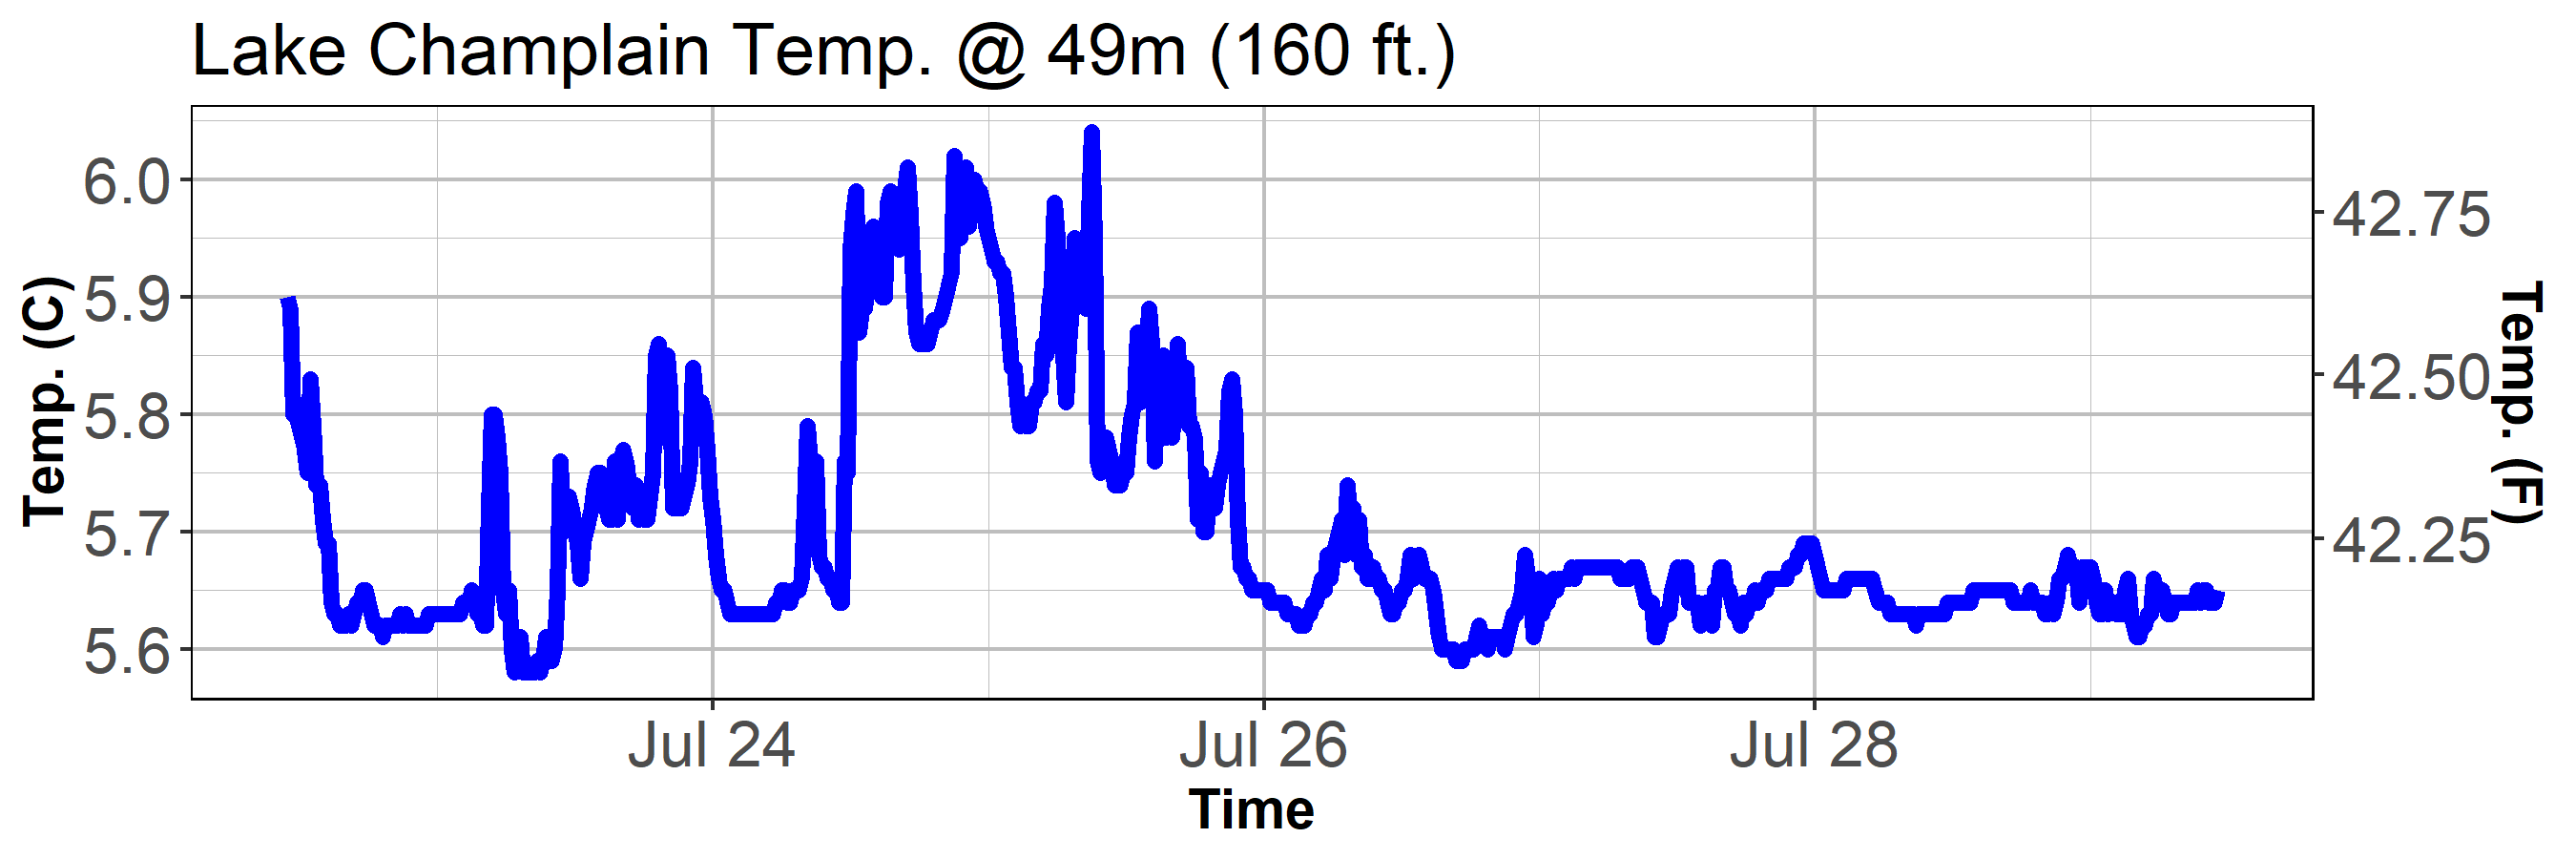 Lake Champlain Temp. @ 49m (160 ft.)
Temp. (C)
6.0
5.9
5.8
5.7
5.6
42.75
42.50
42.25
Temp. (F)
Jul 24
Jul 26
Jul 28
Time